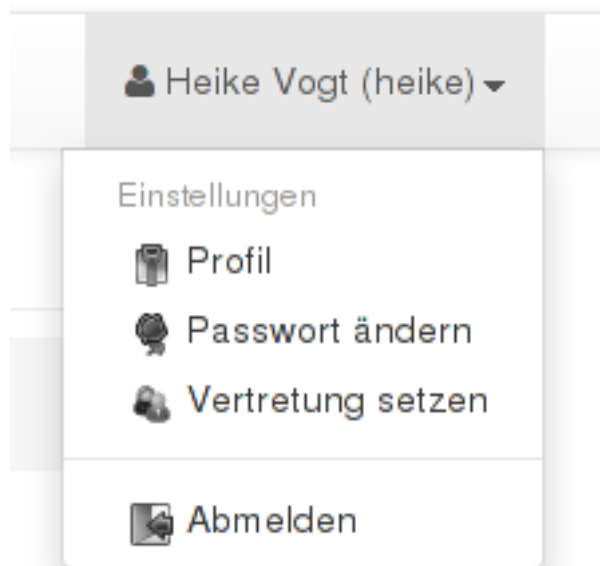 Heike Vogt (heike)
Einstellungen
Profil
Passwort ändern
Vertretung setzen
Abmelden